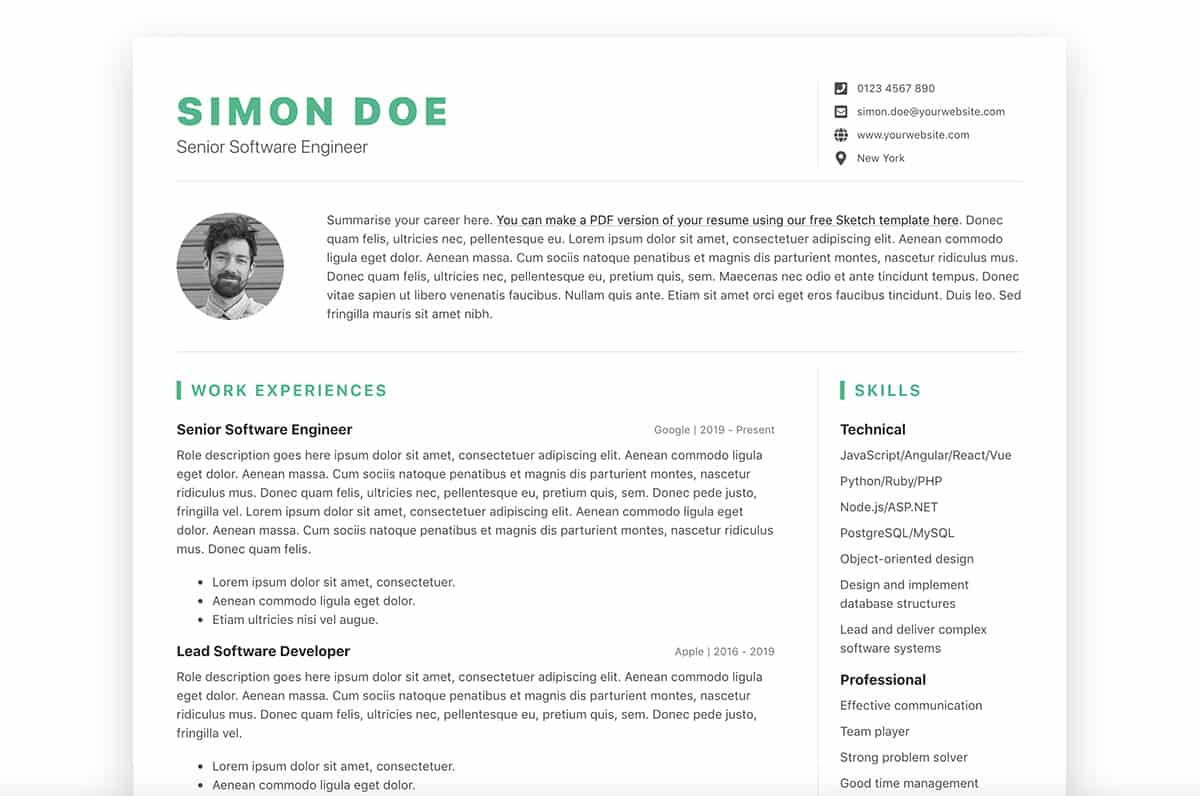 SIMON DOE
Senior Software Engineer
0123 4567 890
simon.doe@yourwebsite.com
www.yourwebsite.com
New York
Summarise your career here. You can make a PDF version of your resume using our free Sketch template here. Donec
quam felis, ultricies nec, pellentesque eu. Lorem ipsum dolor sit amet, consectetuer adipiscing elit. Aenean commodo
ligula eget dolor. Aenean massa. Cum sociis natoque penatibus et magnis dis parturient montes, nascetur ridiculus mus.
Donec quam felis, ultricies nec, pellentesque eu, pretium quis, sem. Maecenas nec odio et ante tincidunt tempus. Donec
vitae sapien ut libero venenatis faucibus. Nullam quis ante. Etiam sit amet orci eget eros faucibus tincidunt. Duis leo. Sed
fringilla mauris sit amet nibh.
WORK EXPERIENCES
Senior Software Engineer
Google | 2019 - Present
Role description goes here ipsum dolor sit amet, consectetuer adipiscing elit. Aenean commodo ligula
eget dolor. Aenean massa. Cum sociis natoque penatibus et magnis dis parturient montes, nascetur
ridiculus mus. Donec quam felis, ultricies nec, pellentesque eu, pretium quis, sem. Donec pede justo,
fringilla vel. Lorem ipsum dolor sit amet, consectetuer adipiscing elit. Aenean commodo ligula eget
dolor. Aenean massa. Cum sociis natoque penatibus et magnis dis parturient montes, nascetur ridiculus
mus. Donec quam felis.
• Lorem ipsum dolor sit amet, consectetuer.
• Aenean commodo ligula eget dolor.
• Etiam ultricies nisi vel augue.
Lead Software Developer
Apple | 2016 - 2019
Role description goes here ipsum dolor sit amet, consectetuer adipiscing elit. Aenean commodo ligula
eget dolor. Aenean massa. Cum sociis natoque penatibus et magnis dis parturient montes, nascetur
ridiculus mus. Donec quam felis, ultricies nec, pellentesque eu, pretium quis, sem. Donec pede justo,
fringilla vel.
• Lorem ipsum dolor sit amet, consectetuer.
• Aenean commodo ligula eget dolor.
SKILLS
Technical
JavaScript/Angular/React/Vue
Python/Ruby/PHP
Node.js/ASP.NET
PostgreSQL/MySQL
Object-oriented design
Design and implement
database structures
Lead and deliver complex
software systems
Professional
Effective communication
Team player
Strong problem solver
Good time management